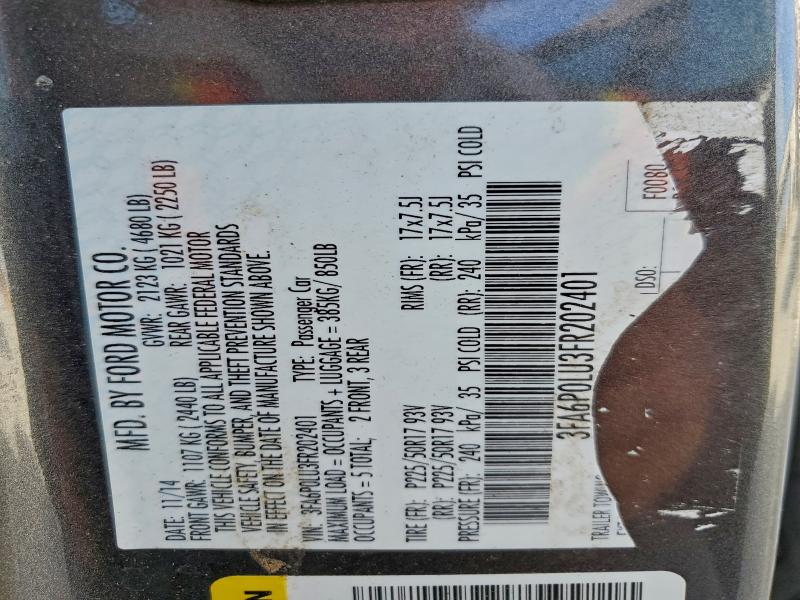 MFD. BY FORD MOTOR CO.
DATE: 11/14 GVWR: 2123 KG ( 4680 LB)
FRONT GAWR: 1107 KG ( 2440 LB) REAR GAWR: 1021 KG ( 2250 LB)
THIS VEHICLE CONFORMS TO ALL APPLICABLE FEDERAL MOTOR
VEHICLE SAFETY, BUMPER, AND THEFT PREVENTION STANDARDS
IN EFFECT ON THE DATE OF MANUFACTURE SHOWN ABOVE.
VIN: 3FA6P0LU3FR202401 TYPE: Passenger Car
MAXIMUM LOAD = OCCUPANTS + LUGGAGE = 385KG/ 850LB
OCCUPANTS = 5 TOTAL; 2 FRONT, 3 REAR
TIRE (FR): P225/50R17 93V RIMS (FR): 17x7.5J
(RR): P225/50R17 93V (RR): 17x7.5J
PRESSURE (FR): 240 kPa/ 35 PSI COLD (RR): 240 kPa/ 35 PSI COLD
3FA6P0LU3FR202401
F0080
DSO:
TRAILER TOWING
N